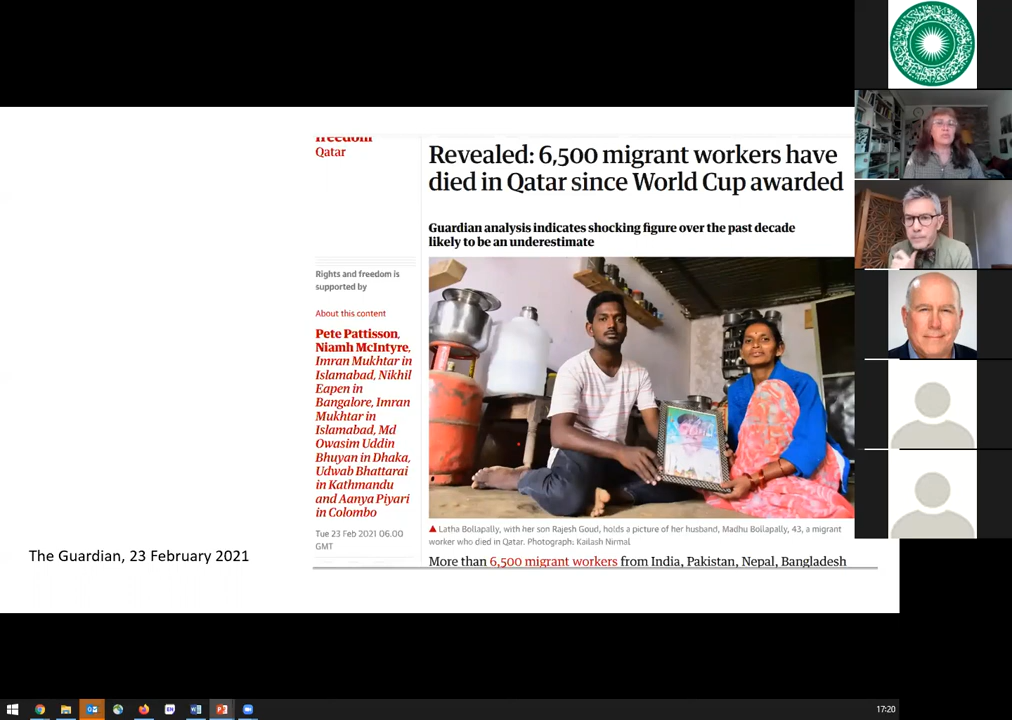 freedom
Qatar
Revealed: 6,500 migrant workers have
died in Qatar since World Cup awarded
Guardian analysis indicates shocking figure over the past decade
likely to be an underestimate
Rights and freedom is
supported by
About this content
Pete Pattisson,
Niamh McIntyre,
Imran Mukhtar in
Islamabad, Nikhil
Eapen in
Bangalore, Imran
Mukhtar in
Islamabad, Md
Owasim Uddin
Bhuyan in Dhaka,
Udwab Bhattarai
in Kathmandu
and Aanya Piyari
in Colombo
Tue 23 Feb 2021 06.00
GMT
▲ Latha Bollapally, with her son Rajesh Goud, holds a picture of her husband, Madhu Bollapally, 43, a migrant
worker who died in Qatar. Photograph: Kailash Nirmal
More than 6,500 migrant workers from India, Pakistan, Nepal, Bangladesh
The Guardian, 23 February 2021
17:20